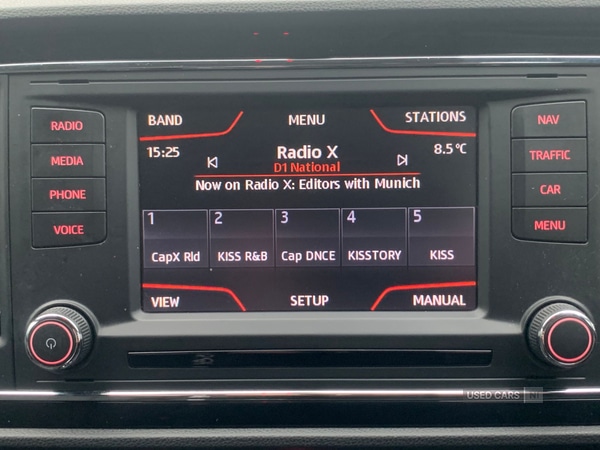 BAND MENU STATIONS
15:25 Radio X 8.5°C
D1 National
Now on Radio X: Editors with Munich
1 2 3 4 5
CapX Rld KISS R&B Cap DNCE KISSTORY KISS
VIEW SETUP MANUAL
RADIO
MEDIA
PHONE
VOICE
NAV
TRAFFIC
CAR
MENU
USED CARS NI